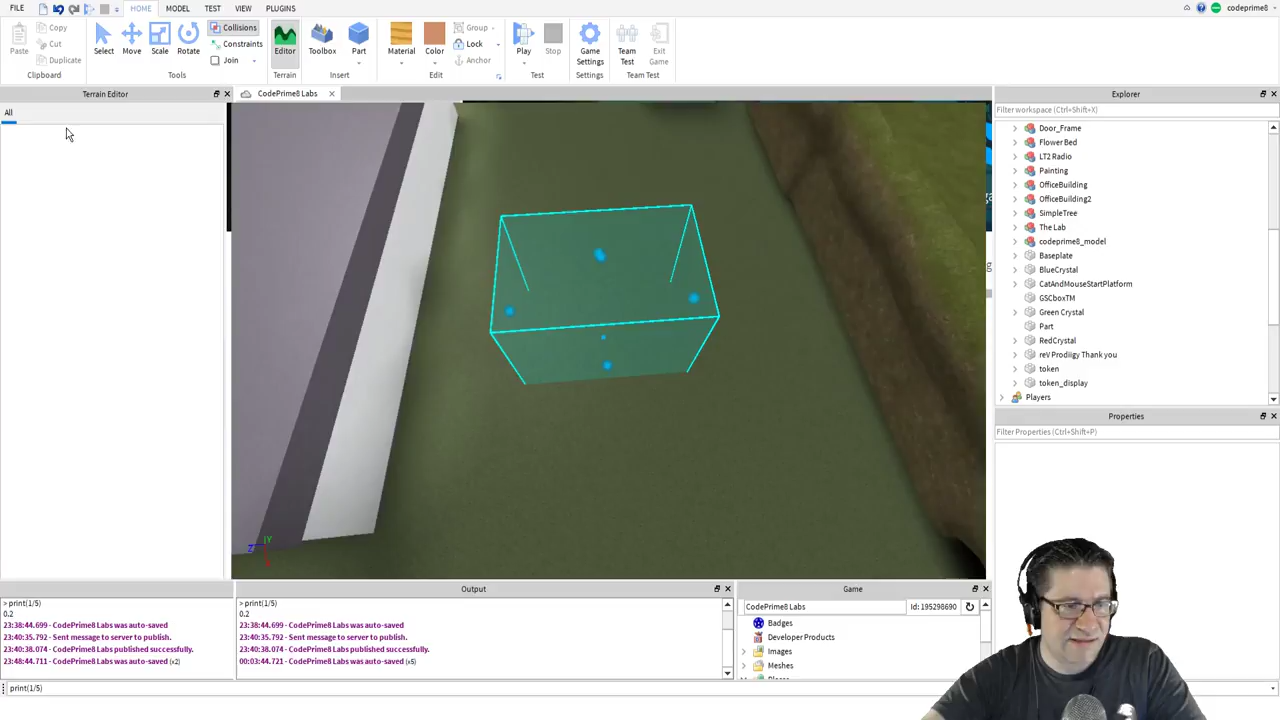 FILE HOME MODEL TEST VIEW PLUGINS codeprime8
Paste Copy Cut Duplicate Select Move Scale Rotate Collisions Constraints Join Editor Toolbox Part Material Color Group Lock Anchor Play Stop Game Settings Team Test Exit Game
Clipboard Tools Terrain Insert Edit Test Settings Team Test
Terrain Editor
All
CodePrime8 Labs
Explorer
Filter workspace (Ctrl+Shift+X)
Door_Frame
Flower Bed
LT2 Radio
Painting
OfficeBuilding
OfficeBuilding2
SimpleTree
The Lab
codeprime8_model
Baseplate
BlueCrystal
CatAndMouseStartPlatform
GSCboxTM
Green Crystal
Part
RedCrystal
reV Prodiigy Thank you
token
token_display
Players
Properties
Filter Properties (Ctrl+Shift+P)
Y
Z
> print(1/5)
0.2
23:38:44.699 - CodePrime8 Labs was auto-saved
23:40:35.792 - Sent message to server to publish.
23:40:38.074 - CodePrime8 Labs published successfully.
23:48:44.711 - CodePrime8 Labs was auto-saved (x2)
Output
> print(1/5)
0.2
23:38:44.699 - CodePrime8 Labs was auto-saved
23:40:35.792 - Sent message to server to publish.
23:40:38.074 - CodePrime8 Labs published successfully.
00:03:44.721 - CodePrime8 Labs was auto-saved (x5)
Game
CodePrime8 Labs Id: 195298690
Badges
Developer Products
Images
Meshes
print(1/5)